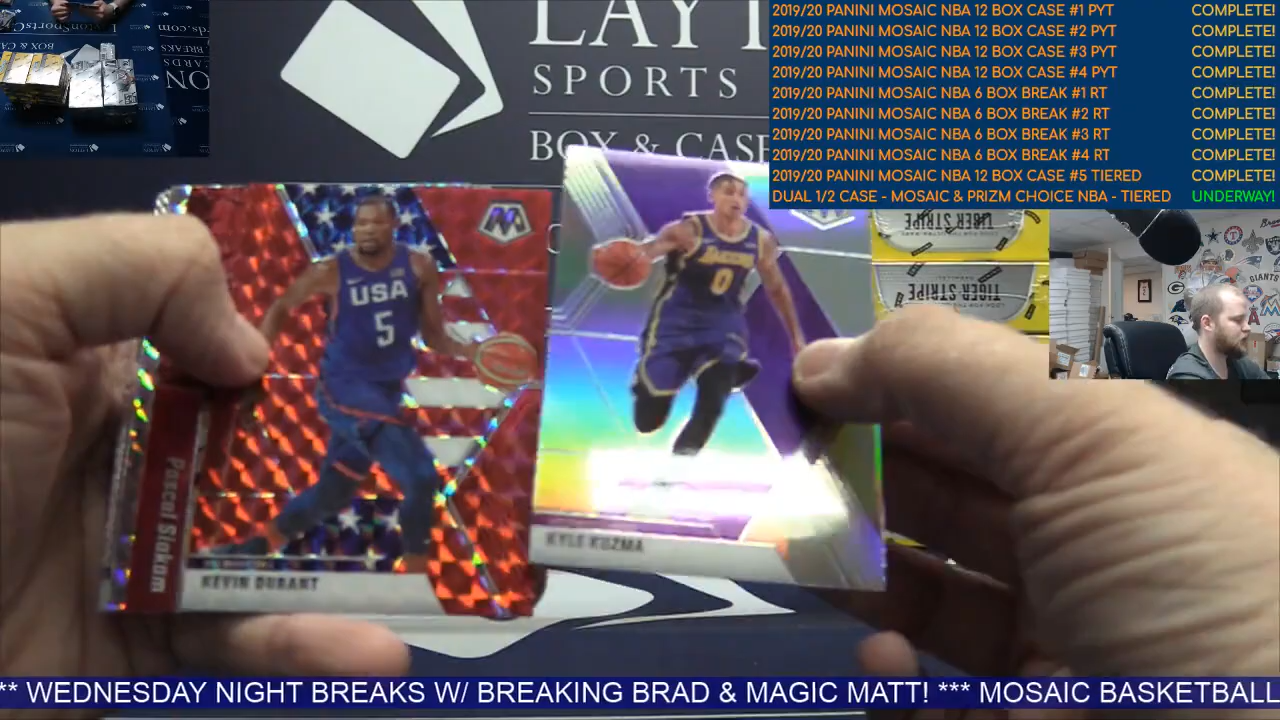 LAYT
SPORTS
BOX & CASE
2019/20 PANINI MOSAIC NBA 12 BOX CASE #1 PYT COMPLETE!
2019/20 PANINI MOSAIC NBA 12 BOX CASE #2 PYT COMPLETE!
2019/20 PANINI MOSAIC NBA 12 BOX CASE #3 PYT COMPLETE!
2019/20 PANINI MOSAIC NBA 12 BOX CASE #4 PYT COMPLETE!
2019/20 PANINI MOSAIC NBA 6 BOX BREAK #1 RT COMPLETE!
2019/20 PANINI MOSAIC NBA 6 BOX BREAK #2 RT COMPLETE!
2019/20 PANINI MOSAIC NBA 6 BOX BREAK #3 RT COMPLETE!
2019/20 PANINI MOSAIC NBA 6 BOX BREAK #4 RT COMPLETE!
2019/20 PANINI MOSAIC NBA 12 BOX CASE #5 TIERED COMPLETE!
DUAL 1/2 CASE - MOSAIC & PRIZM CHOICE NBA - TIERED UNDERWAY!
TIGER STRIPE
TIGER STRIPE
GIANTS
USA
5
LAKERS
0
Pascal Siakam
KEVIN DURANT
KYLE KUZMA
** WEDNESDAY NIGHT BREAKS W/ BREAKING BRAD & MAGIC MATT! *** MOSAIC BASKETBALL